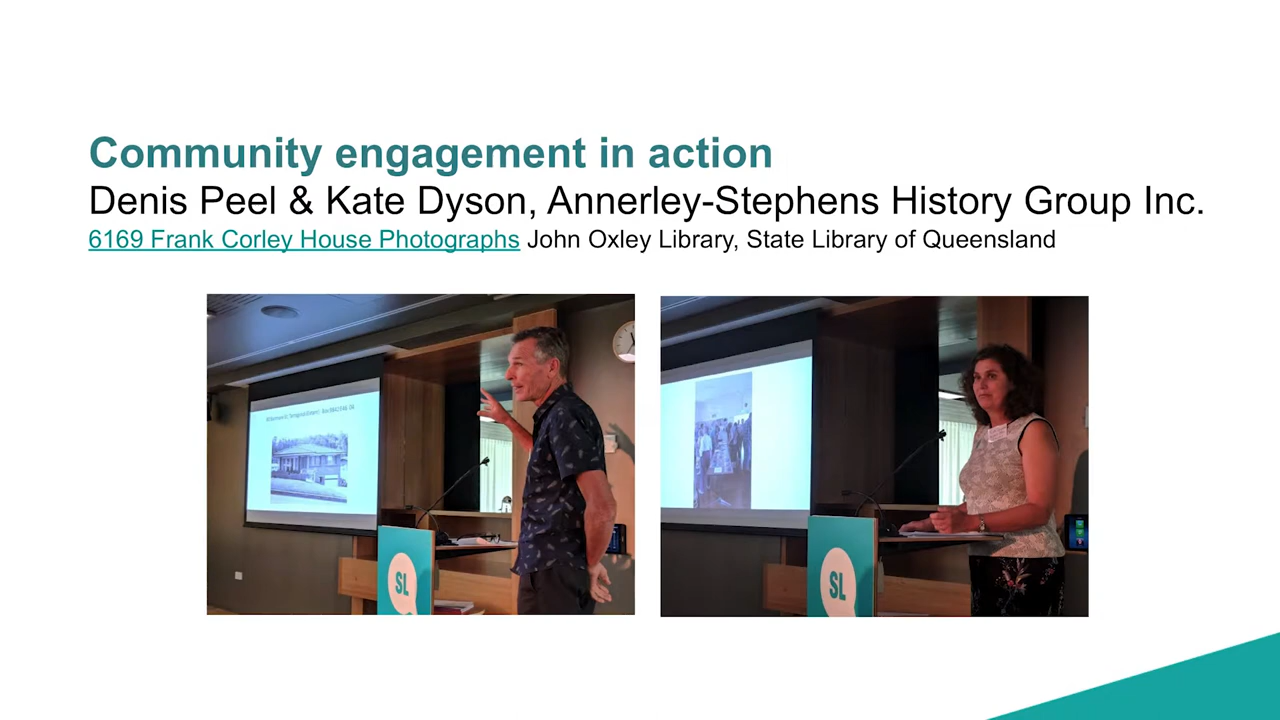 Community engagement in action
Denis Peel & Kate Dyson, Annerley-Stephens History Group Inc.
6169 Frank Corley House Photographs John Oxley Library, State Library of Queensland
SL
SL